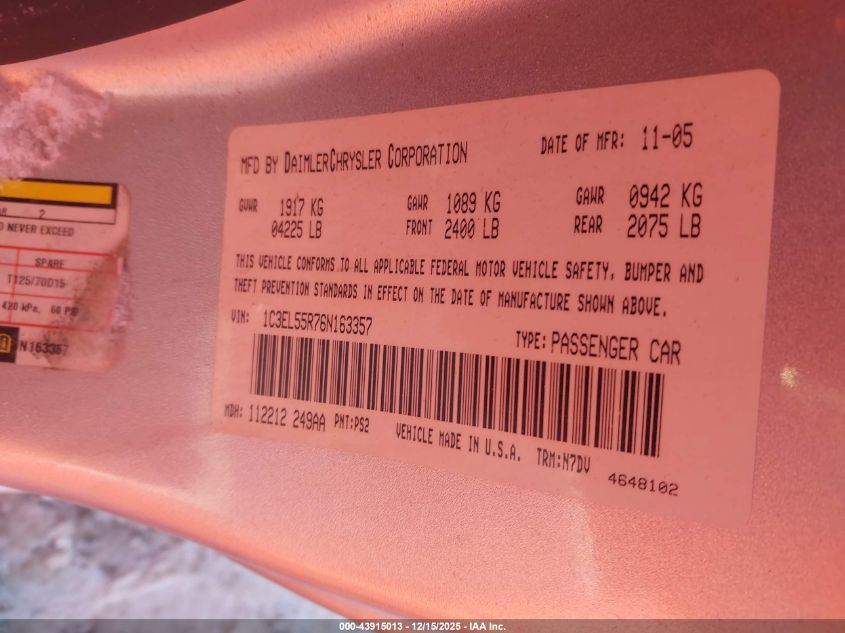 MFD BY DAIMLERCHRYSLER CORPORATION DATE OF MFR: 11-05
GVWR 1917 KG GAWR 1089 KG GAWR 0942 KG
04225 LB FRONT 2400 LB REAR 2075 LB
THIS VEHICLE CONFORMS TO ALL APPLICABLE FEDERAL MOTOR VEHICLE SAFETY, BUMPER AND
THEFT PREVENTION STANDARDS IN EFFECT ON THE DATE OF MANUFACTURE SHOWN ABOVE.
VIN: 1C3EL55R76N163357
TYPE: PASSENGER CAR
MDH: 112212 249AA PNT:PS2 VEHICLE MADE IN U.S.A. TRM:N7DV
4648102
2
NEVER EXCEED
SPARE
T125/70D15
420 kPa, 60 PSI
N163357
000-43915013 - 12/15/2025 - IAA Inc.